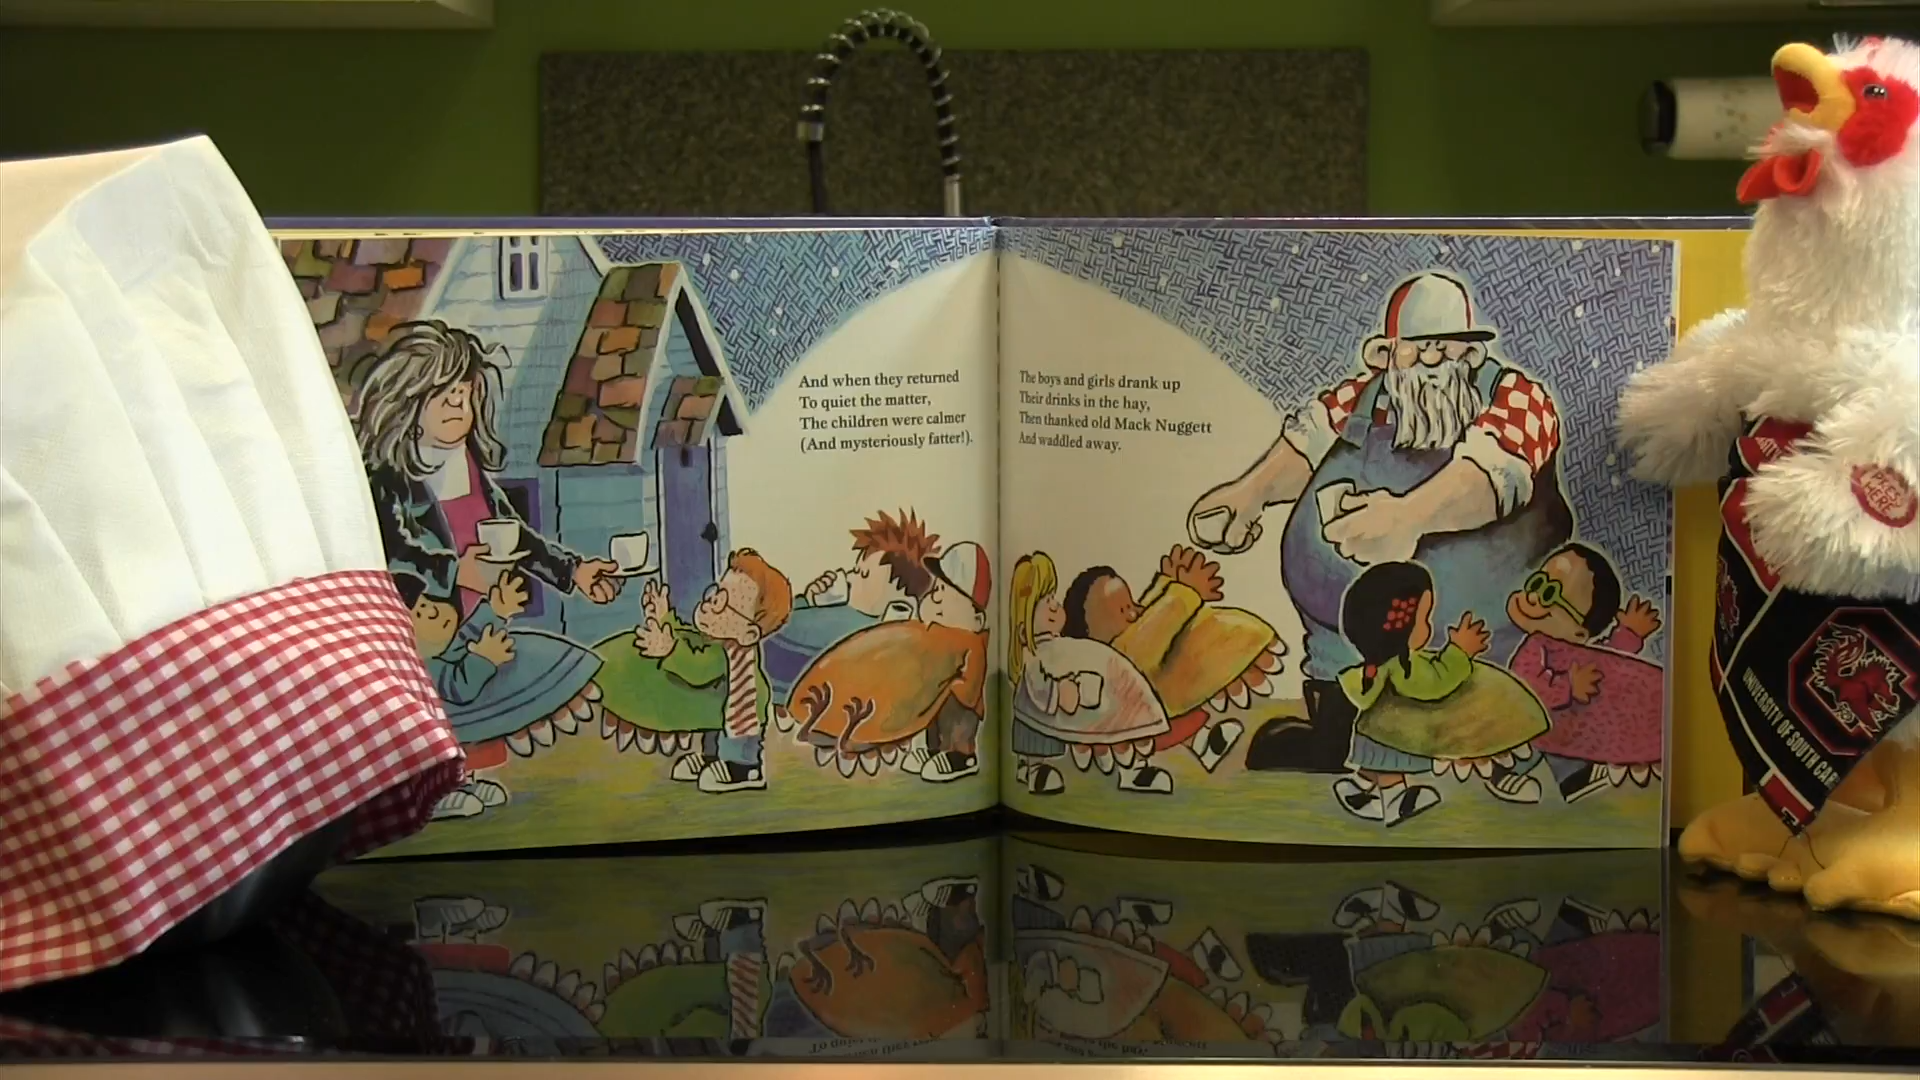 And when they returned
To quiet the matter,
The children were calmer
(And mysteriously fatter!).
The boys and girls drank up
Their drinks in the hay,
Then thanked old Mack Nuggett
And waddled away.
PRESS
HERE
UNIVERSITY OF SOUTH CAR